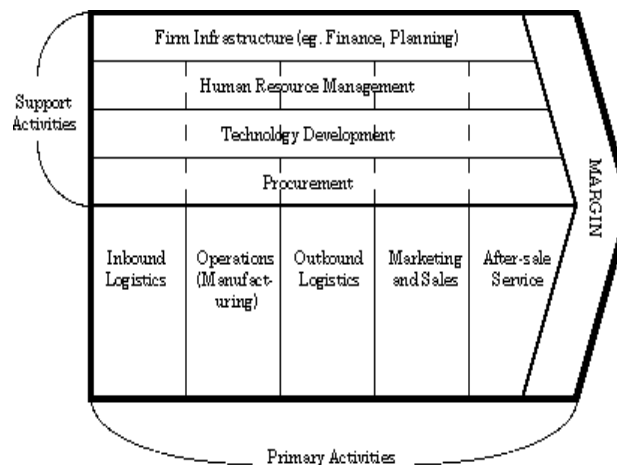 Firm Infrastructure (eg. Finance, Planning)
Human Resource Management
Support
Activities
Technology Development
Procurement
MARGIN
Inbound
Logistics
Operations
(Manufact-
uring)
Outbound
Logistics
Marketing
and Sales
After-sale
Service
Primary Activities